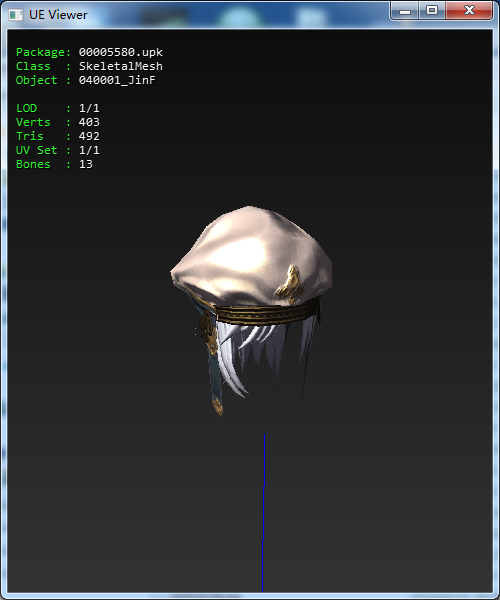 UE Viewer
Package: 00005580.upk
Class : SkeletalMesh
Object : 040001_JinF
LOD : 1/1
Verts : 403
Tris : 492
UV Set : 1/1
Bones : 13